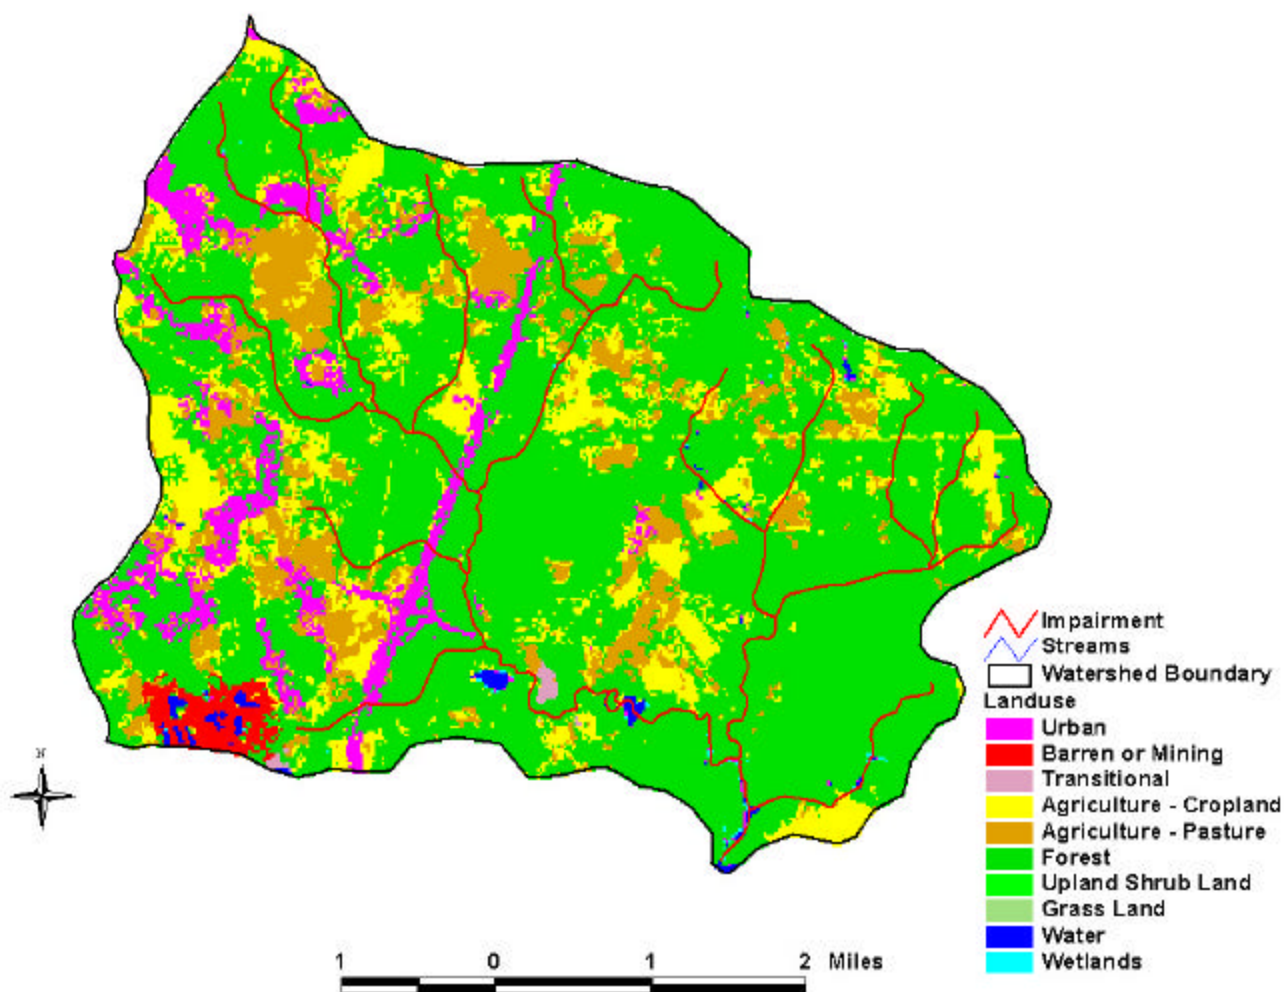 Impairment
Streams
Watershed Boundary
Landuse
Urban
Barren or Mining
Transitional
Agriculture - Cropland
Agriculture - Pasture
Forest
Upland Shrub Land
Grass Land
Water
Wetlands
N
1 0 1 2 Miles